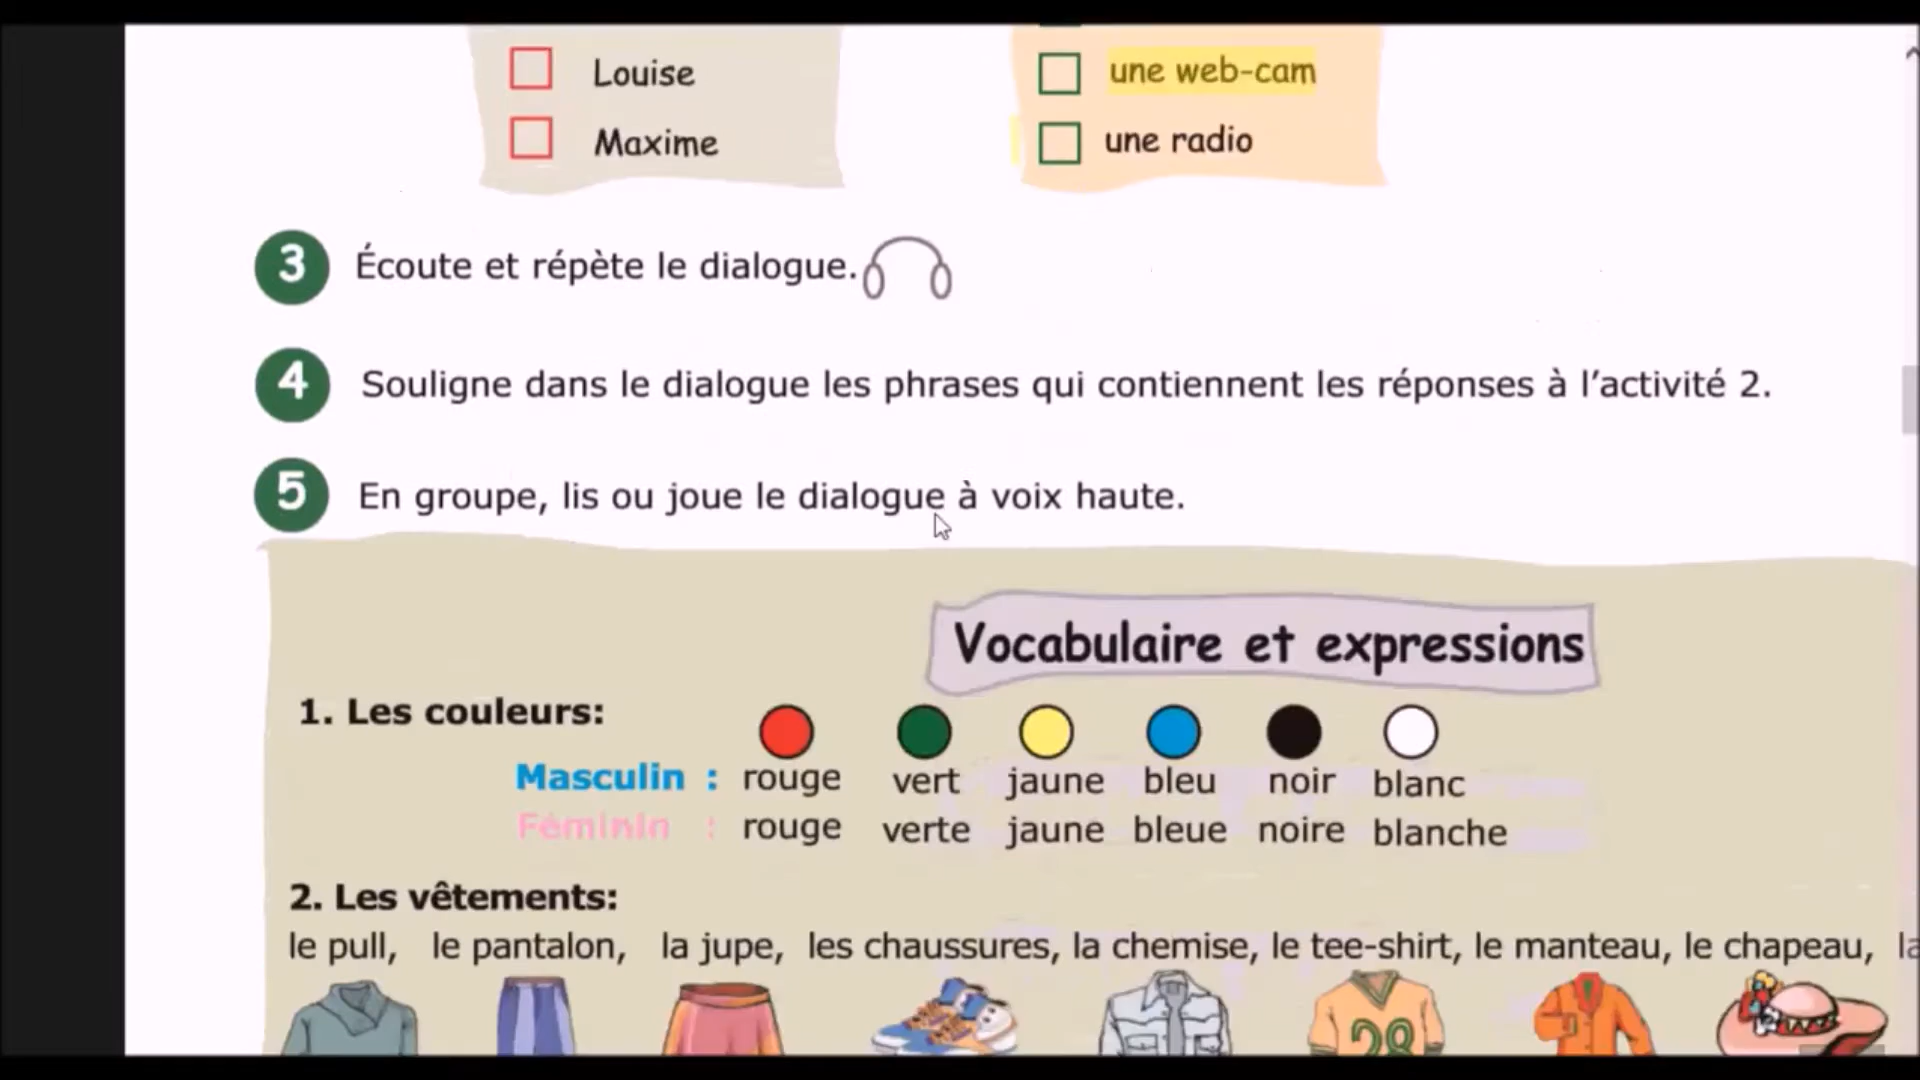 Louise
une web-cam
Maxime
une radio
3 Écoute et répète le dialogue.
4 Souligne dans le dialogue les phrases qui contiennent les réponses à l'activité 2.
5 En groupe, lis ou joue le dialogue à voix haute.
Vocabulaire et expressions
1. Les couleurs:
Masculin : rouge vert jaune bleu noir blanc
Féminin : rouge verte jaune bleue noire blanche
2. Les vêtements:
le pull, le pantalon, la jupe, les chaussures, la chemise, le tee-shirt, le manteau, le chapeau,
28